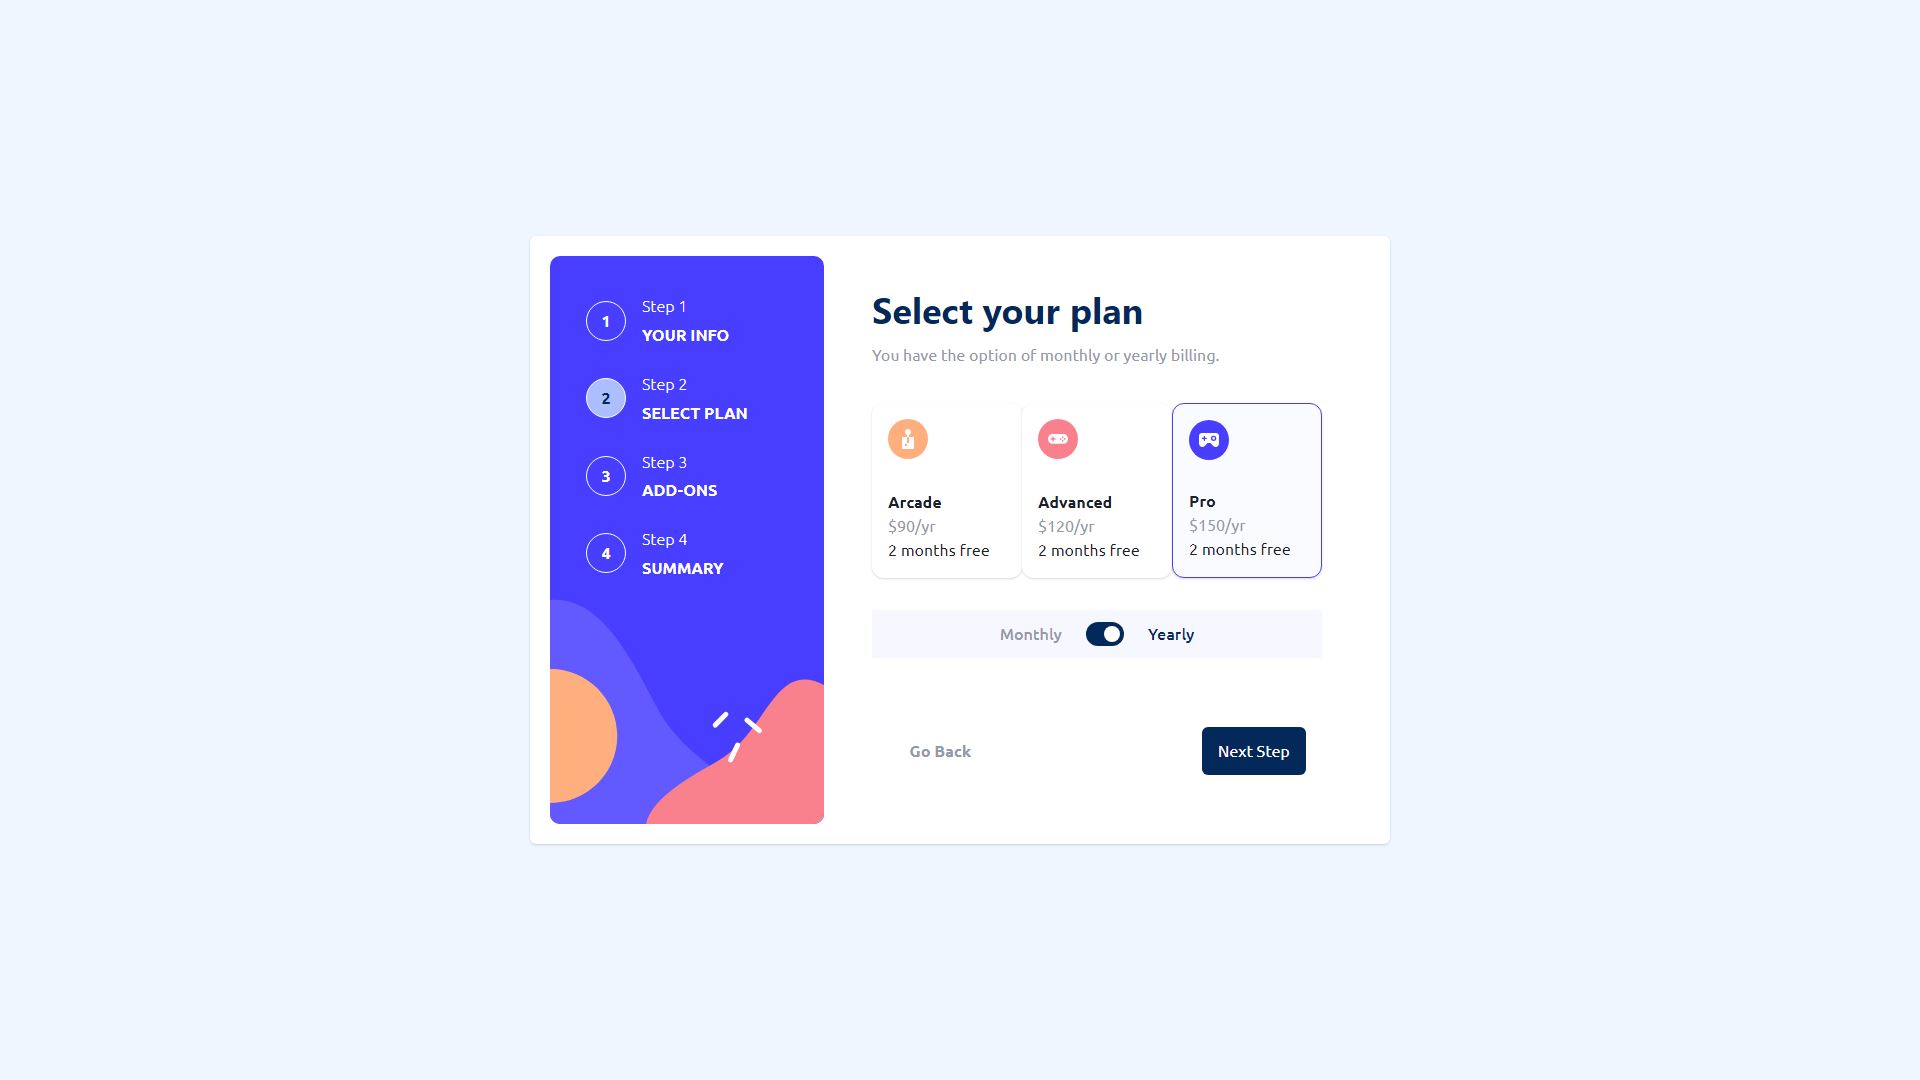 1
Step 1
YOUR INFO
2
Step 2
SELECT PLAN
3
Step 3
ADD-ONS
4
Step 4
SUMMARY
Select your plan
You have the option of monthly or yearly billing.
Arcade
$90/yr
2 months free
Advanced
$120/yr
2 months free
Pro
$150/yr
2 months free
Monthly
Yearly
Go Back
Next Step